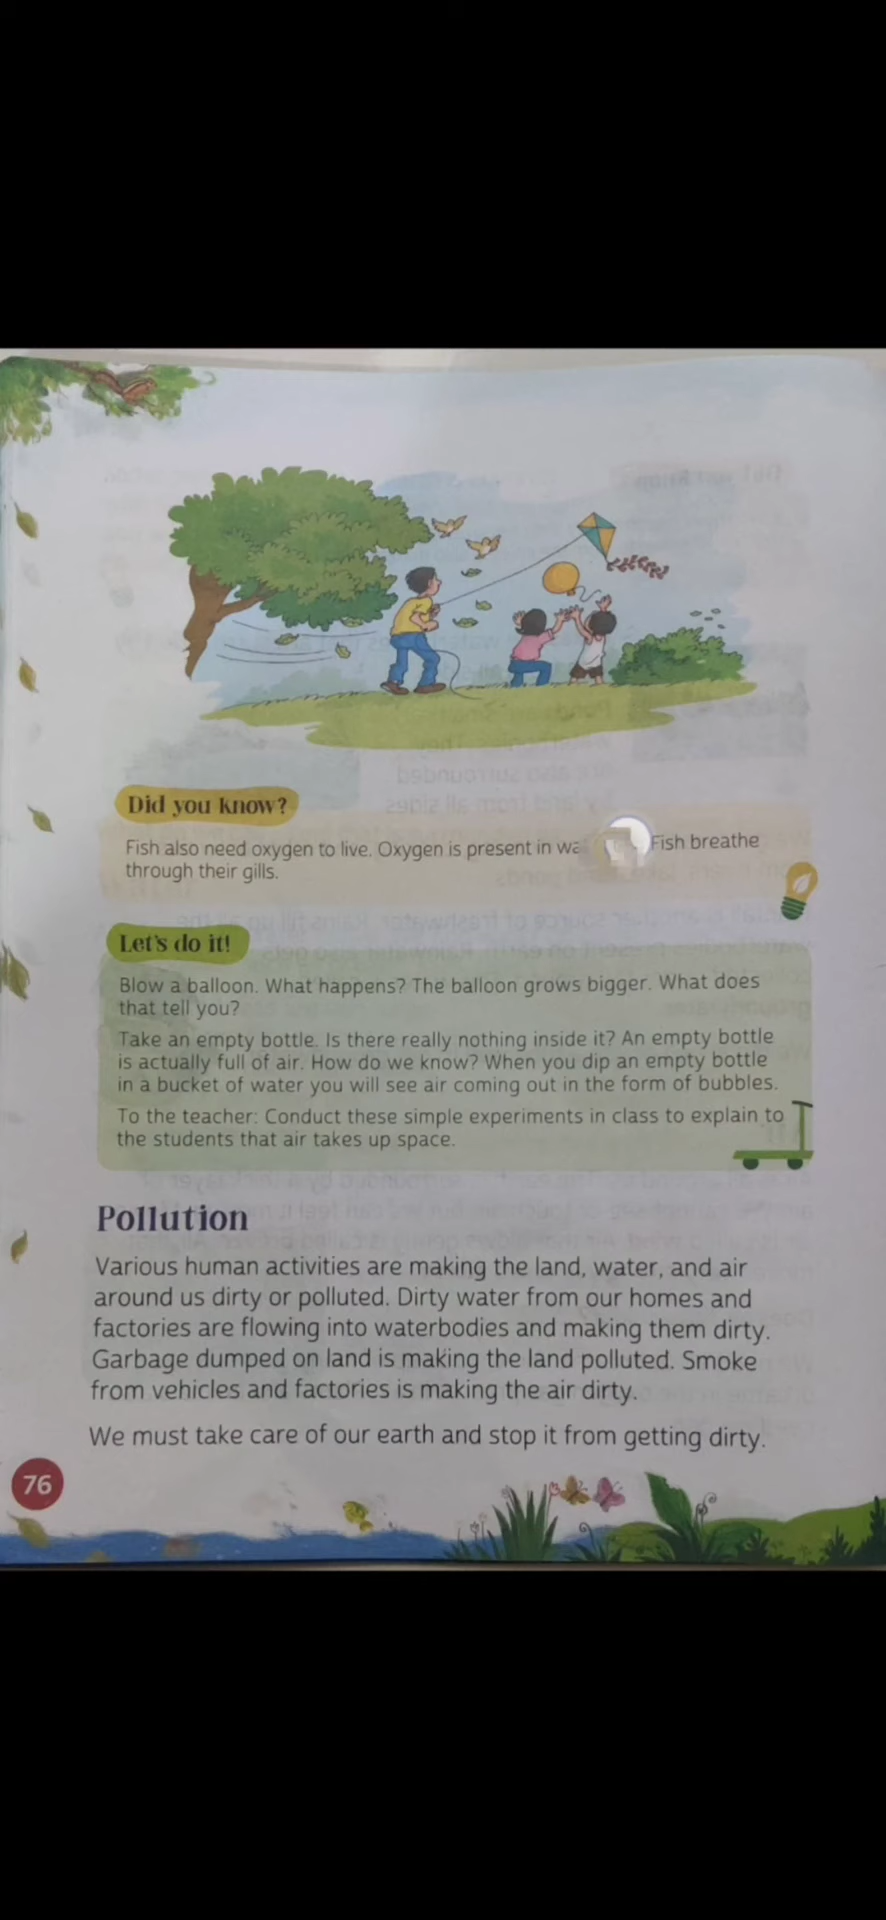 Did you know?
Fish also need oxygen to live. Oxygen is present in Fish breathe
through their gills.
Let's do it!
Blow a balloon. What happens? The balloon grows bigger. What does
that tell you?
Take an empty bottle. Is there really nothing inside it? An empty bottle
is actually full of air. How do we know? When you dip an empty bottle
in a bucket of water you will see air coming out in the form of bubbles.
To the teacher: Conduct these simple experiments in class to explain to
the students that air takes up space.
Pollution
Various human activities are making the land, water, and air
around us dirty or polluted. Dirty water from our homes and
factories are flowing into waterbodies and making them dirty.
Garbage dumped on land is making the land polluted. Smoke
from vehicles and factories is making the air dirty.
We must take care of our earth and stop it from getting dirty.
76